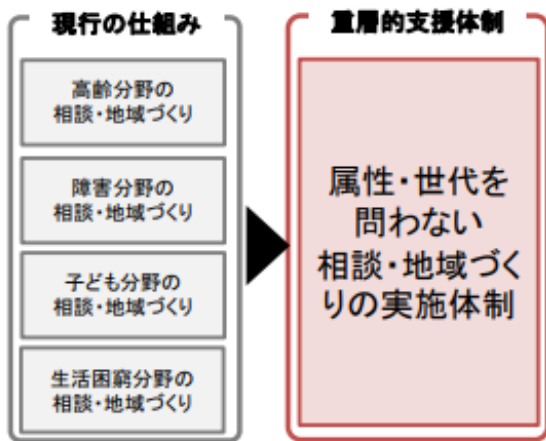 現行の仕組み
高齢分野の
相談・地域づくり
障害分野の
相談・地域づくり
子ども分野の
相談・地域づくり
生活困窮分野の
相談・地域づくり
重層的支援体制
属性・世代を
問わない
相談・地域づく
りの実施体制